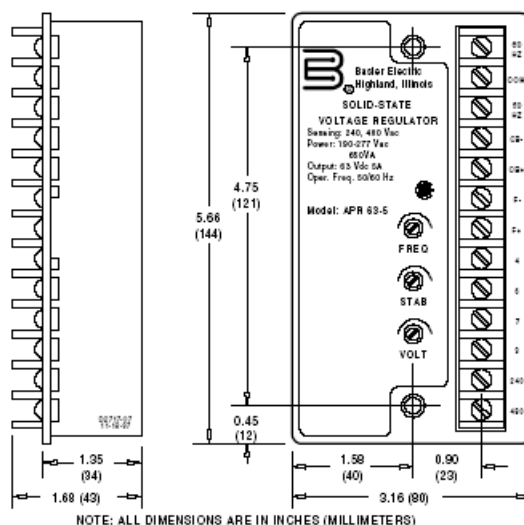 Basler Electric
Highland, Illinois
SOLID-STATE
VOLTAGE REGULATOR
Sensing: 240, 480 Vac
Power: 190-277 Vac
650VA
Output: 63 Vdc 5A
Oper. Freq. 50/60 Hz
Model: APR 63-5
FREQ
STAB
VOLT
60
HZ
COM
50
HZ
CB-
CB+
F-
F+
4
6
7
240
480
4.75
(121)
5.66
(144)
0.45
(12)
1.35
(34)
1.68 (43)
1.58
(40)
0.90
(23)
3.16 (80)
NOTE: ALL DIMENSIONS ARE IN INCHES (MILLIMETERS)